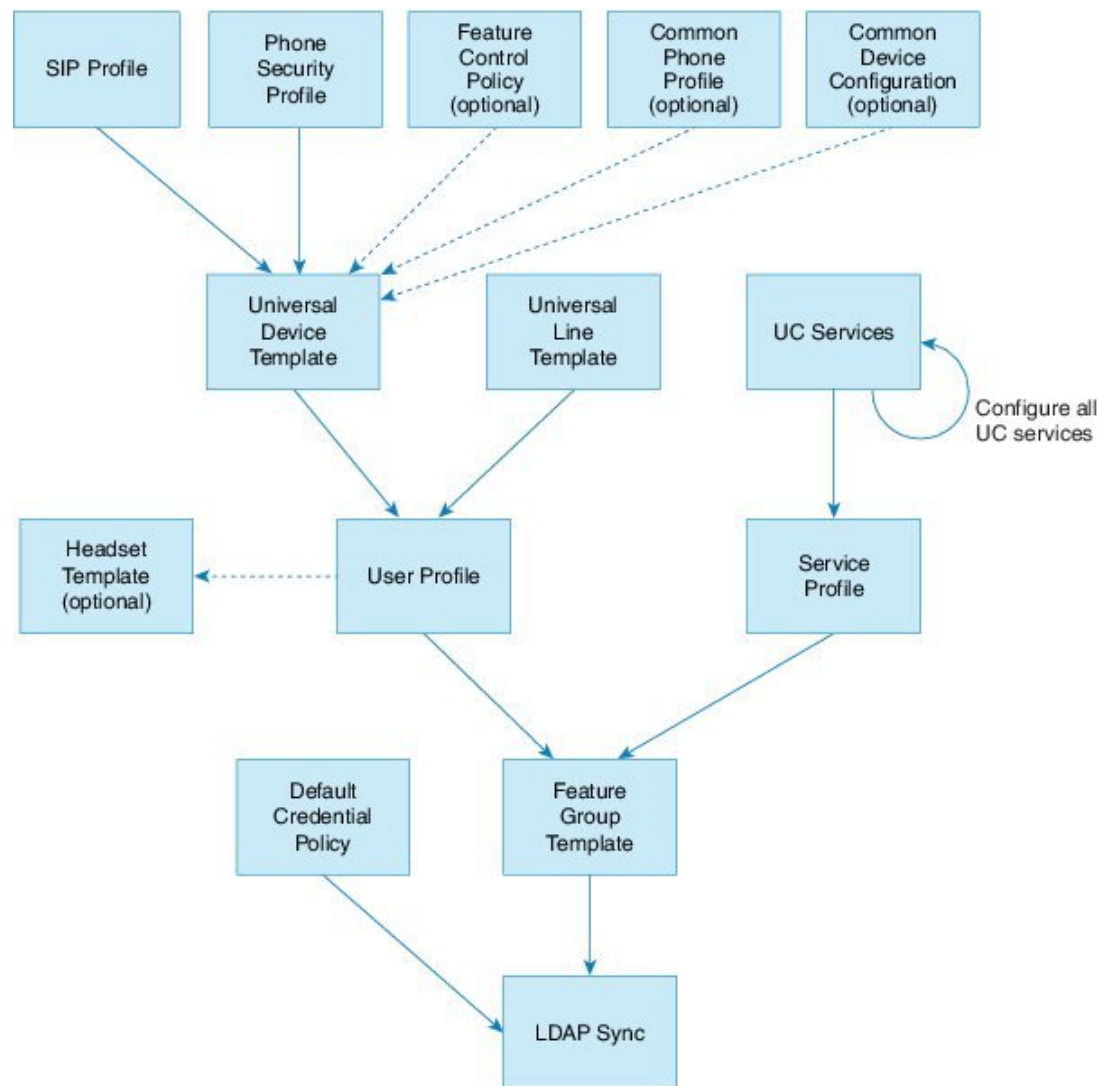 SIP Profile
Phone
Security
Profile
Feature
Control
Policy
(optional)
Common
Phone
Profile
(optional)
Common
Device
Configuration
(optional)
Universal
Device
Template
Universal
Line
Template
UC Services
Configure all
UC services
Headset
Template
(optional)
User Profile
Service
Profile
Default
Credential
Policy
Feature
Group
Template
LDAP Sync